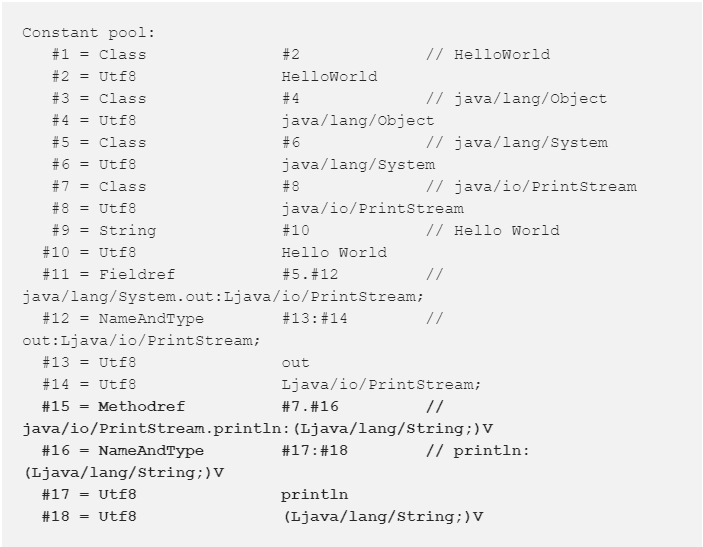 Constant pool:
   #1 = Class              #2             // HelloWorld
   #2 = Utf8               HelloWorld
   #3 = Class              #4             // java/lang/Object
   #4 = Utf8               java/lang/Object
   #5 = Class              #6             // java/lang/System
   #6 = Utf8               java/lang/System
   #7 = Class              #8             // java/io/PrintStream
   #8 = Utf8               java/io/PrintStream
   #9 = String             #10            // Hello World
  #10 = Utf8               Hello World
  #11 = Fieldref           #5.#12         //
java/lang/System.out:Ljava/io/PrintStream;
  #12 = NameAndType        #13:#14        //
out:Ljava/io/PrintStream;
  #13 = Utf8               out
  #14 = Utf8               Ljava/io/PrintStream;
  #15 = Methodref          #7.#16         //
java/io/PrintStream.println:(Ljava/lang/String;)V
  #16 = NameAndType        #17:#18        // println:
(Ljava/lang/String;)V
  #17 = Utf8               println
  #18 = Utf8               (Ljava/lang/String;)V